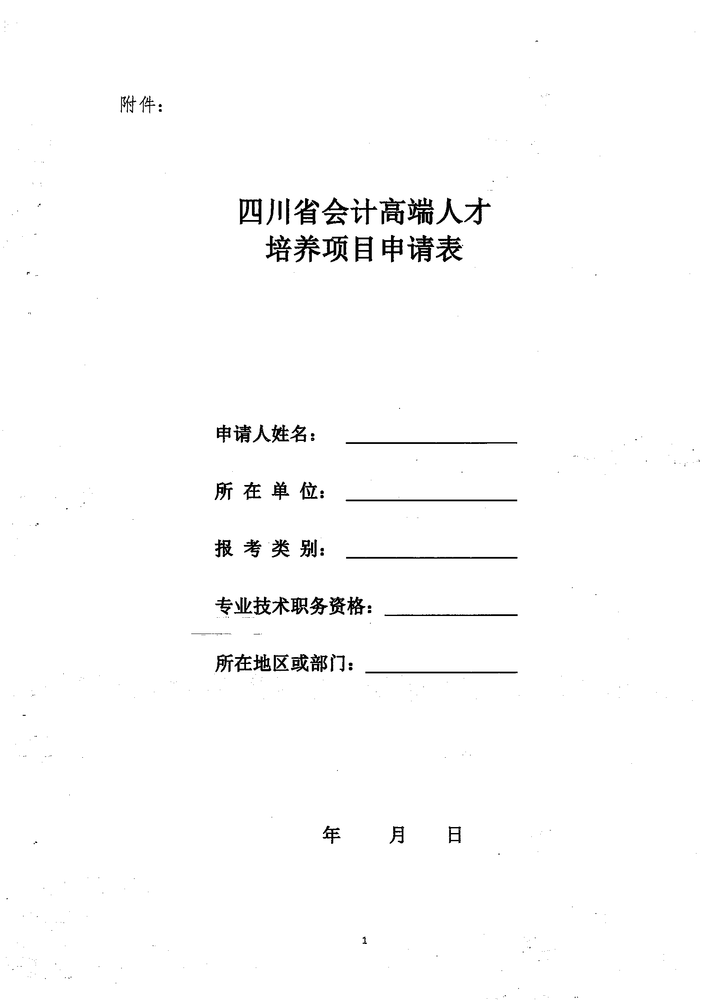 附件：
四川省会计高端人才
培养项目申请表
申请人姓名：
所 在 单 位：
报 考 类 别：
专业技术职务资格：
所在地区或部门：
年 月 日
1